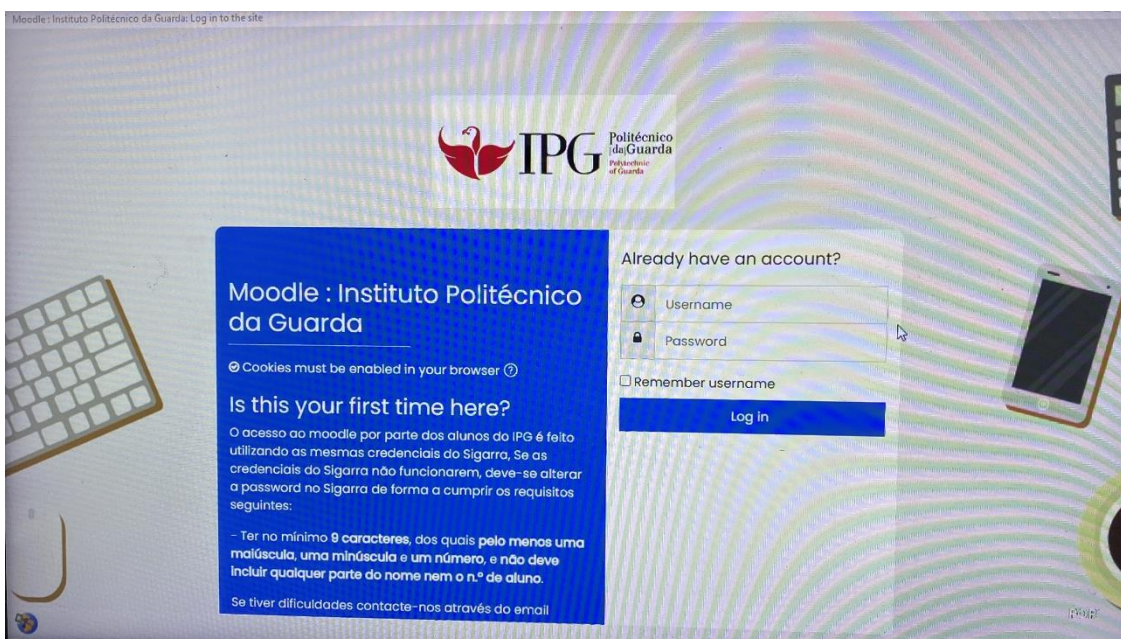 Moodle : Instituto Politécnico da Guarda: Log in to the site
IPG
Politécnico
|da|Guarda
Polytechnic
of Guarda
Moodle : Instituto Politécnico
da Guarda
Cookies must be enabled in your browser
Is this your first time here?
O acesso ao moodle por parte dos alunos do IPG é feito
utilizando as mesmas credenciais do Sigarra, Se as
credenciais do Sigarra não funcionarem, deve-se alterar
a password no Sigarra de forma a cumprir os requisitos
seguintes:
- Ter no mínimo 9 caracteres, dos quais pelo menos uma
maiúscula, uma minúscula e um número, e não deve
incluir qualquer parte do nome nem o n.º de aluno.
Se tiver dificuldades contacte-nos através do email
Already have an account?
Username
Password
Remember username
Log in